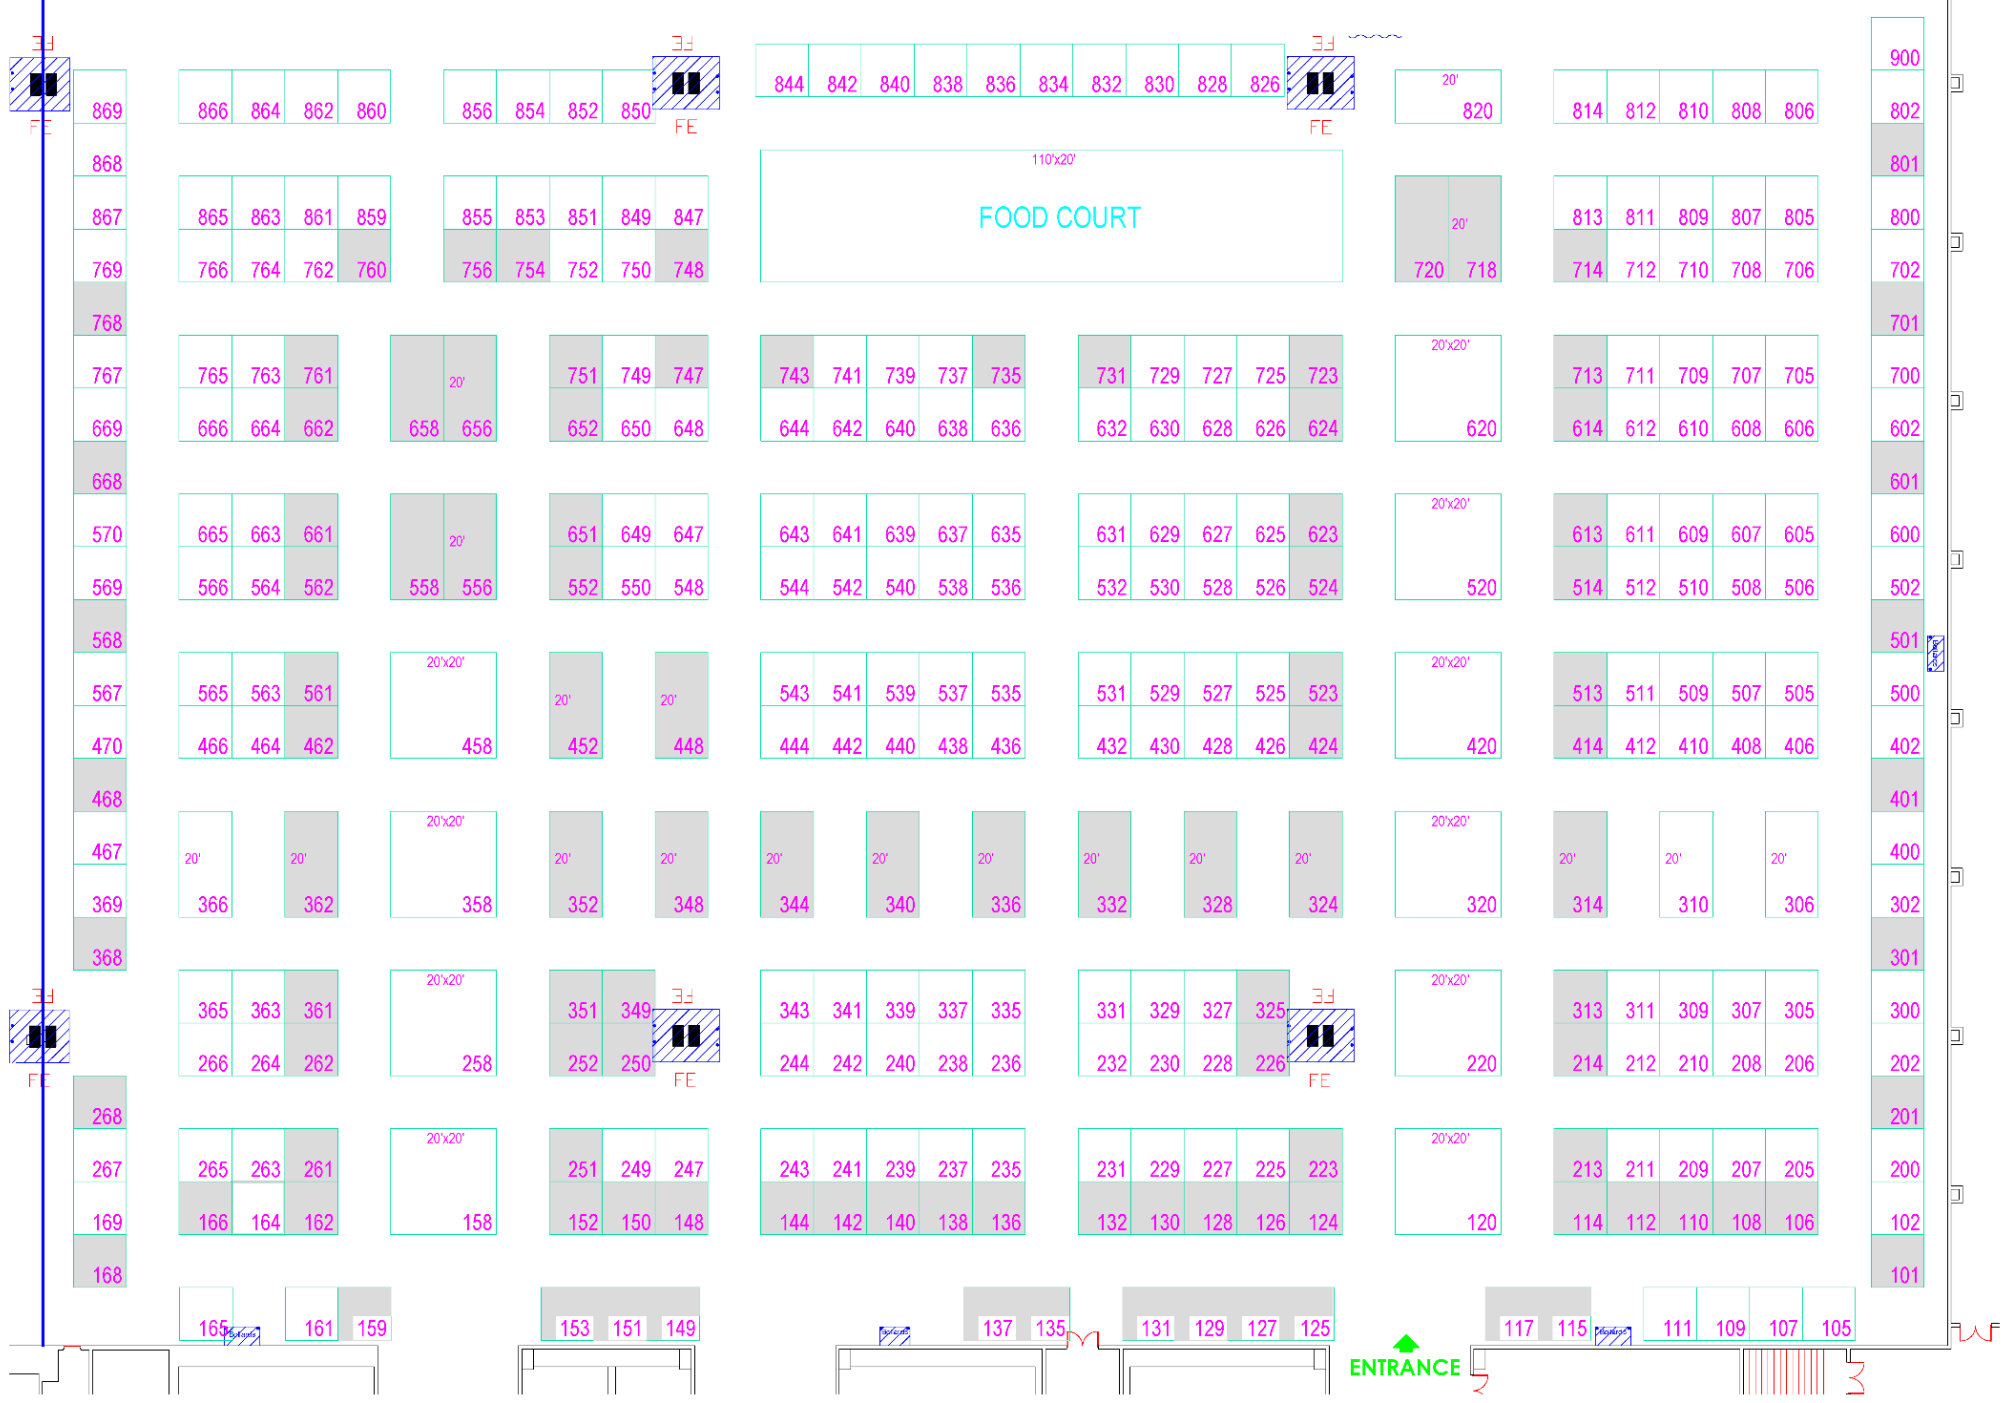 FE FE FE
900
844 842 840 838 836 834 832 830 828 826
20'
869 866 864 862 860 856 854 852 850 820 814 812 810 808 806 802
FE FE FE
110'x20'
868 801
867 865 863 861 859 855 853 851 849 847 FOOD COURT 20' 813 811 809 807 805 800
769 766 764 762 760 756 754 752 750 748 720 718 714 712 710 708 706 702
768 701
20'x20'
767 765 763 761 20' 751 749 747 743 741 739 737 735 731 729 727 725 723 713 711 709 707 705 700
669 666 664 662 658 656 652 650 648 644 642 640 638 636 632 630 628 626 624 620 614 612 610 608 606 602
668 601
20'x20'
570 665 663 661 20' 651 649 647 643 641 639 637 635 631 629 627 625 623 613 611 609 607 605 600
569 566 564 562 558 556 552 550 548 544 542 540 538 536 532 530 528 526 524 520 514 512 510 508 506 502
568 501
20'x20' 20'x20'
567 565 563 561 20' 20' 543 541 539 537 535 531 529 527 525 523 513 511 509 507 505 500
470 466 464 462 458 452 448 444 442 440 438 436 432 430 428 426 424 420 414 412 410 408 406 402
468 401
20'x20' 20'x20'
467 20' 20' 20' 20' 20' 20' 20' 20' 20' 20' 20' 20' 20' 400
369 366 362 358 352 348 344 340 336 332 328 324 320 314 310 306 302
368 301
20'x20' 20'x20'
FE FE FE
365 363 361 351 349 343 341 339 337 335 331 329 327 325 313 311 309 307 305 300
266 264 262 258 252 250 244 242 240 238 236 232 230 228 226 220 214 212 210 208 206 202
FE FE FE
268 201
20'x20' 20'x20'
267 265 263 261 251 249 247 243 241 239 237 235 231 229 227 225 223 213 211 209 207 205 200
169 166 164 162 158 152 150 148 144 142 140 138 136 132 130 128 126 124 120 114 112 110 108 106 102
168 101
165 161 159 153 151 149 137 135 131 129 127 125 117 115 111 109 107 105
ENTRANCE